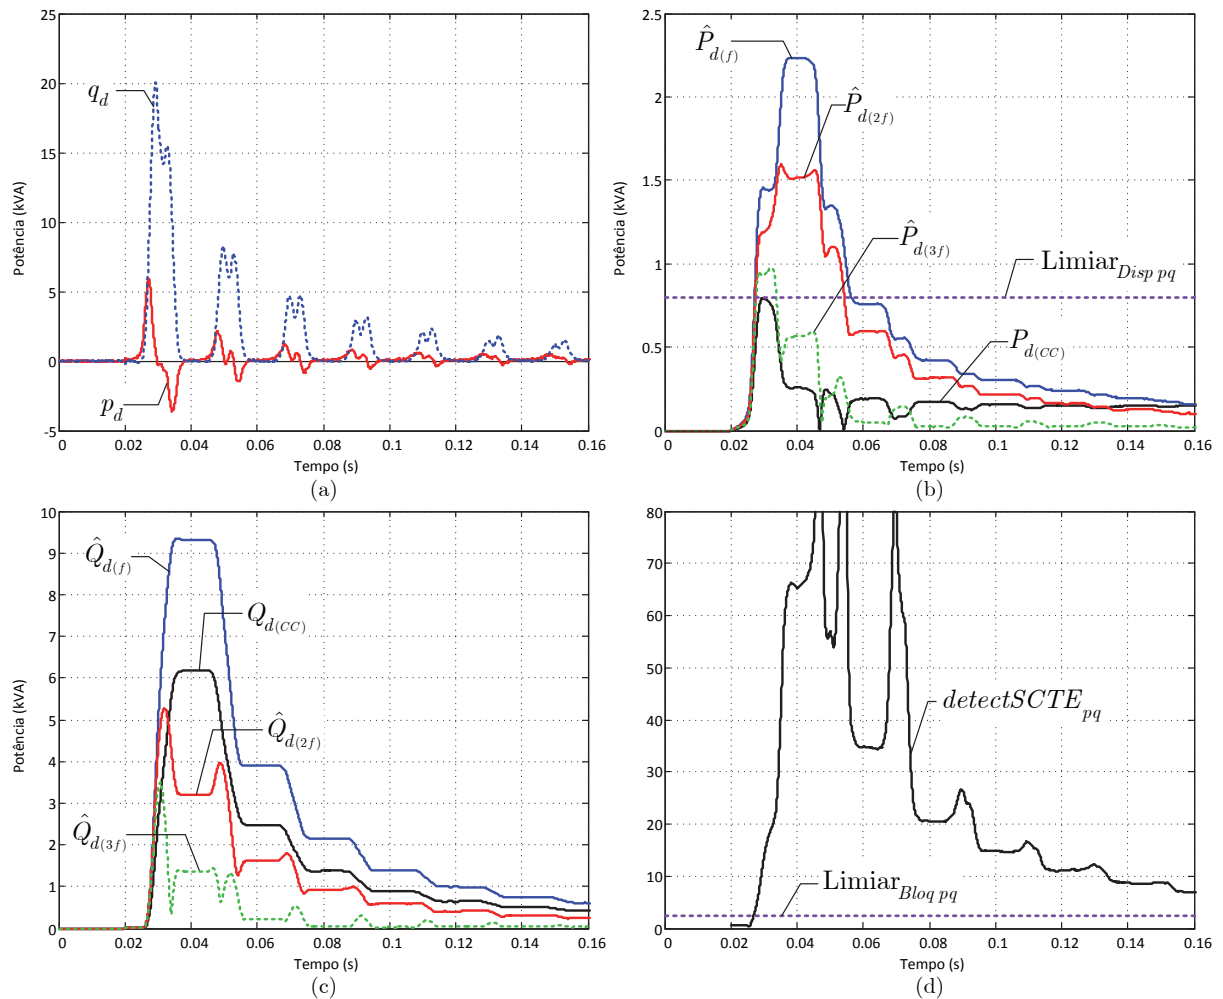 25
20
15
10
5
0
-5
Potência (kVA)
q_d
p_d
0 0.02 0.04 0.06 0.08 0.1 0.12 0.14 0.16
Tempo (s)
(a)
2.5
2
1.5
1
0.5
0
Potência (kVA)
P̂_d(f)
P̂_d(2f)
P̂_d(3f)
Limiar_Disp pq
P_d(CC)
0 0.02 0.04 0.06 0.08 0.1 0.12 0.14 0.16
Tempo (s)
(b)
10
9
8
7
6
5
4
3
2
1
0
Potência (kVA)
Q̂_d(f)
Q_d(CC)
Q̂_d(2f)
Q̂_d(3f)
0 0.02 0.04 0.06 0.08 0.1 0.12 0.14 0.16
Tempo (s)
(c)
80
70
60
50
40
30
20
10
0
detectSCTE_pq
Limiar_Bloq pq
0 0.02 0.04 0.06 0.08 0.1 0.12 0.14 0.16
Tempo (s)
(d)